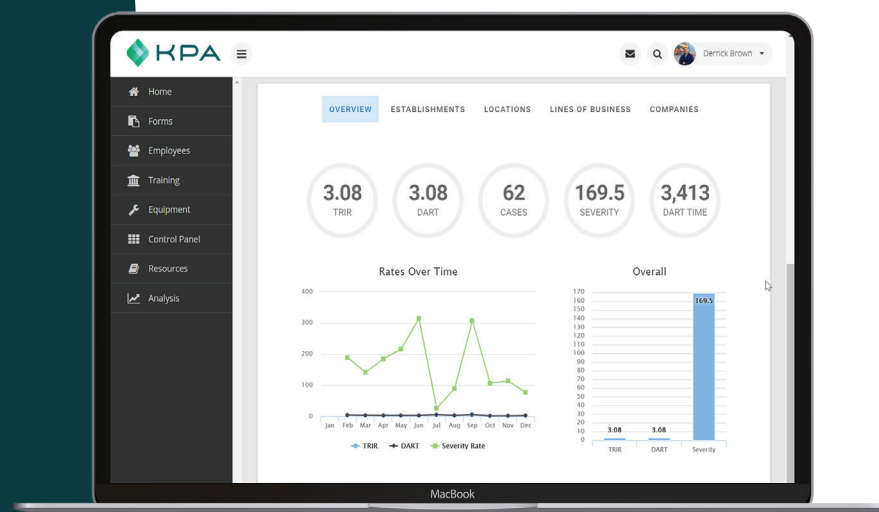 KPA
Derrick Brown
Home
Forms
Employees
Training
Equipment
Control Panel
Resources
Analysis
OVERVIEW ESTABLISHMENTS LOCATIONS LINES OF BUSINESS COMPANIES
3.08 3.08 62 169.5 3,413
TRIR DART CASES SEVERITY DART TIME
Rates Over Time
400
300
200
100
0
Jan Feb Mar Apr May Jun Jul Aug Sep Oct Nov Dec
TRIR DART Severity Rate
Overall
170
160
150
140
130
120
110
100
90
80
70
60
50
40
30
20
10
0
169.5
3.08 3.08
TRIR DART Severity
MacBook